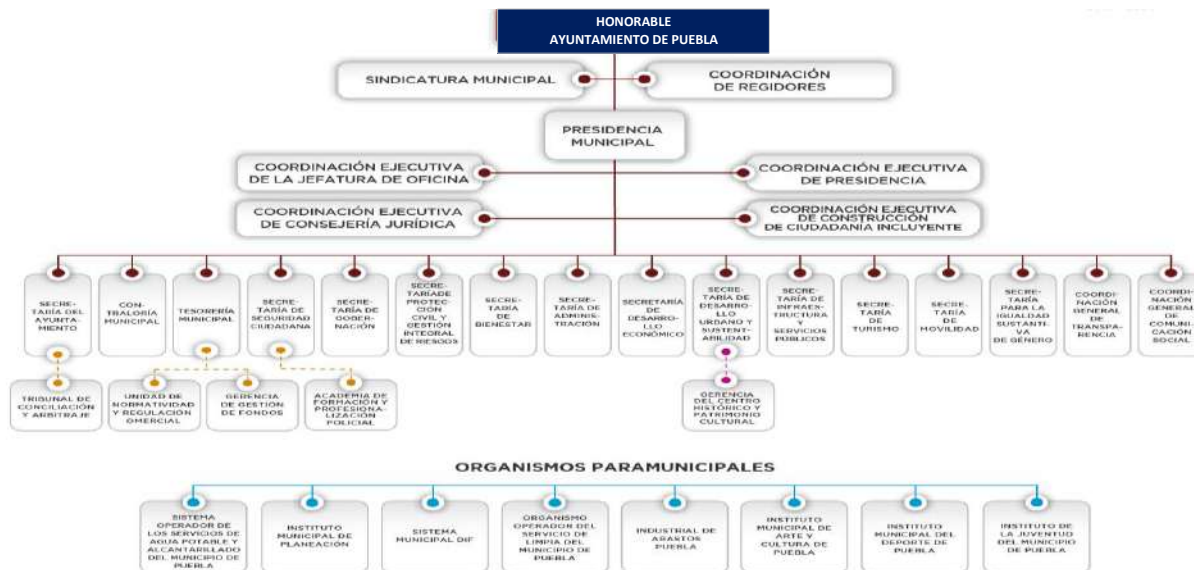 HONORABLE
AYUNTAMIENTO DE PUEBLA
SINDICATURA MUNICIPAL
COORDINACIÓN
DE REGIDORES
PRESIDENCIA
MUNICIPAL
COORDINACIÓN EJECUTIVA
DE LA JEFATURA DE OFICINA
COORDINACIÓN EJECUTIVA
DE PRESIDENCIA
COORDINACIÓN EJECUTIVA
DE CONSEJERÍA JURÍDICA
COORDINACIÓN EJECUTIVA
DE CONSTRUCCIÓN
DE CIUDADANÍA INCLUYENTE
SECRE-
TARÍA DEL
AYUNTA-
MIENTO
CON-
TRALORÍA
MUNICIPAL
TESORERÍA
MUNICIPAL
SECRE-
TARÍA DE
SEGURIDAD
CIUDADANA
SECRE-
TARÍA DE
GOBER-
NACIÓN
SECRE-
TARÍADE
PROTEC-
CIÓN
CIVIL Y
GESTIÓN
INTEGRAL
DE RIESGOS
SECRE-
TARÍA DE
BIENESTAR
SECRE-
TARÍA DE
ADMINIS-
TRACIÓN
SECRETARÍA
DE
DESARRO-
LLO
ECONÓMICO
SECRE-
TARÍA DE
DESARRO-
LLO
URBANO Y
SUSTENT-
ABILIDAD
SECRE-
TARÍA DE
INFRAES-
TRUCTURA
Y
SERVICIOS
PÚBLICOS
SECRE-
TARÍA
DE
TURISMO
SECRE-
TARÍA
DE
MOVILIDAD
SECRE-
TARÍA
PARA LA
IGUALDAD
SUSTANTI-
VA
DE GÉNERO
COORDI-
NACIÓN
GENERAL
DE
TRANSPA-
RENCIA
COORDI-
NACIÓN
GENERAL
DE
COMUNI-
CACIÓN
SOCIAL
TRIBUNAL DE
CONCILIACIÓN
Y ARBITRAJE
UNIDAD DE
NORMATIVIDAD
Y REGULACIÓN
OMERCIAL
GERENCIA
DE GESTIÓN
DE FONDOS
ACADEMIA DE
FORMACIÓN Y
PROFESIONA-
LIZACIÓN
POLICIAL
GERENCIA
DEL CENTRO
HISTÓRICO Y
PATRIMONIO
CULTURAL
ORGANISMOS PARAMUNICIPALES
SISTEMA
OPERADOR DE
LOS SERVICIOS DE
AGUA POTABLE Y
ALCANTARILLADO
DEL MUNICIPIO DE
PUEBLA
INSTITUTO
MUNICIPAL DE
PLANEACIÓN
SISTEMA
MUNICIPAL DIF
ORGANISMO
OPERADOR DEL
SERVICIO DE
LIMPIA DEL
MUNICIPIO DE
PUEBLA
INDUSTRIAL DE
ABASTOS
PUEBLA
INSTITUTO
MUNICIPAL DE
ARTE Y
CULTURA DE
PUEBLA
INSTITUTO
MUNICIPAL DEL
DEPORTE DE
PUEBLA
INSTITUTO DE
LA JUVENTUD
DEL MUNICIPIO
DE PUEBLA